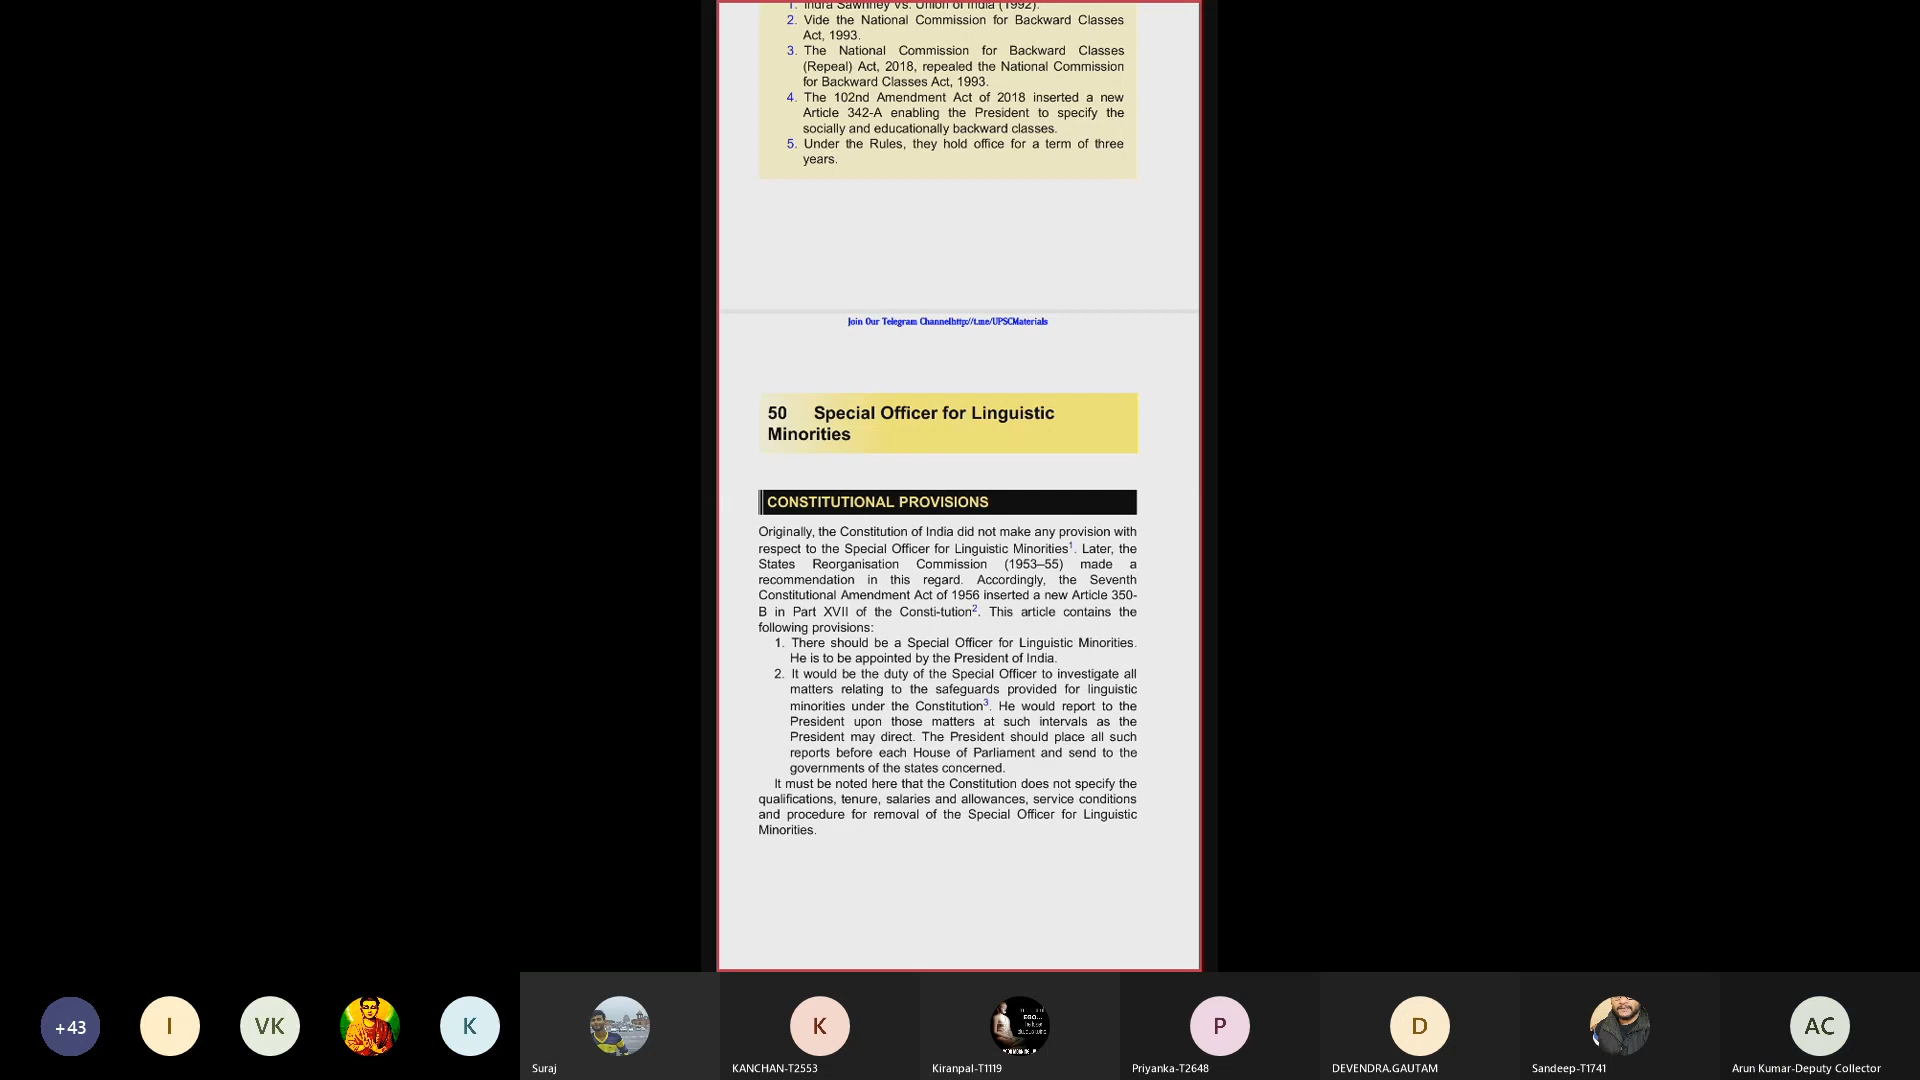 1. Indra Sawhney vs. Union of India (1992).
2. Vide the National Commission for Backward Classes
Act, 1993.
3. The National Commission for Backward Classes
(Repeal) Act, 2018, repealed the National Commission
for Backward Classes Act, 1993.
4. The 102nd Amendment Act of 2018 inserted a new
Article 342-A enabling the President to specify the
socially and educationally backward classes.
5. Under the Rules, they hold office for a term of three
years.
Join Our Telegram Channelhttp://t.me/UPSCMaterials
50 Special Officer for Linguistic
Minorities
CONSTITUTIONAL PROVISIONS
Originally, the Constitution of India did not make any provision with
respect to the Special Officer for Linguistic Minorities1. Later, the
States Reorganisation Commission (1953–55) made a
recommendation in this regard. Accordingly, the Seventh
Constitutional Amendment Act of 1956 inserted a new Article 350-
B in Part XVII of the Consti-tution2. This article contains the
following provisions:
1. There should be a Special Officer for Linguistic Minorities.
He is to be appointed by the President of India.
2. It would be the duty of the Special Officer to investigate all
matters relating to the safeguards provided for linguistic
minorities under the Constitution3. He would report to the
President upon those matters at such intervals as the
President may direct. The President should place all such
reports before each House of Parliament and send to the
governments of the states concerned.
It must be noted here that the Constitution does not specify the
qualifications, tenure, salaries and allowances, service conditions
and procedure for removal of the Special Officer for Linguistic
Minorities.
+43
I
VK
K
K
EGO...
P
D
AC
Suraj
KANCHAN-T2553
Kiranpal-T1119
Priyanka-T2648
DEVENDRA.GAUTAM
Sandeep-T1741
Arun Kumar-Deputy Collector